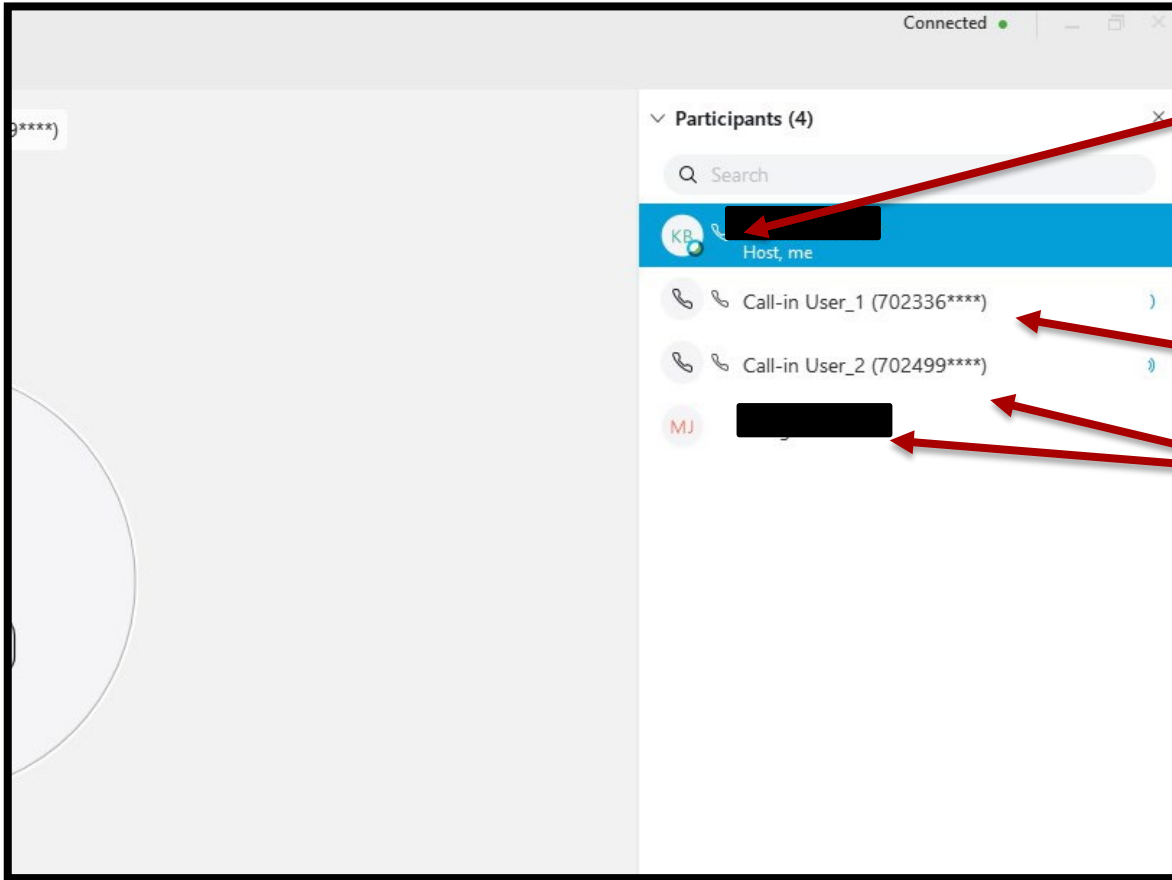 Connected
9****)
Participants (4)
Search
KB
Host, me
Call-in User_1 (702336****)
Call-in User_2 (702499****)
MJ